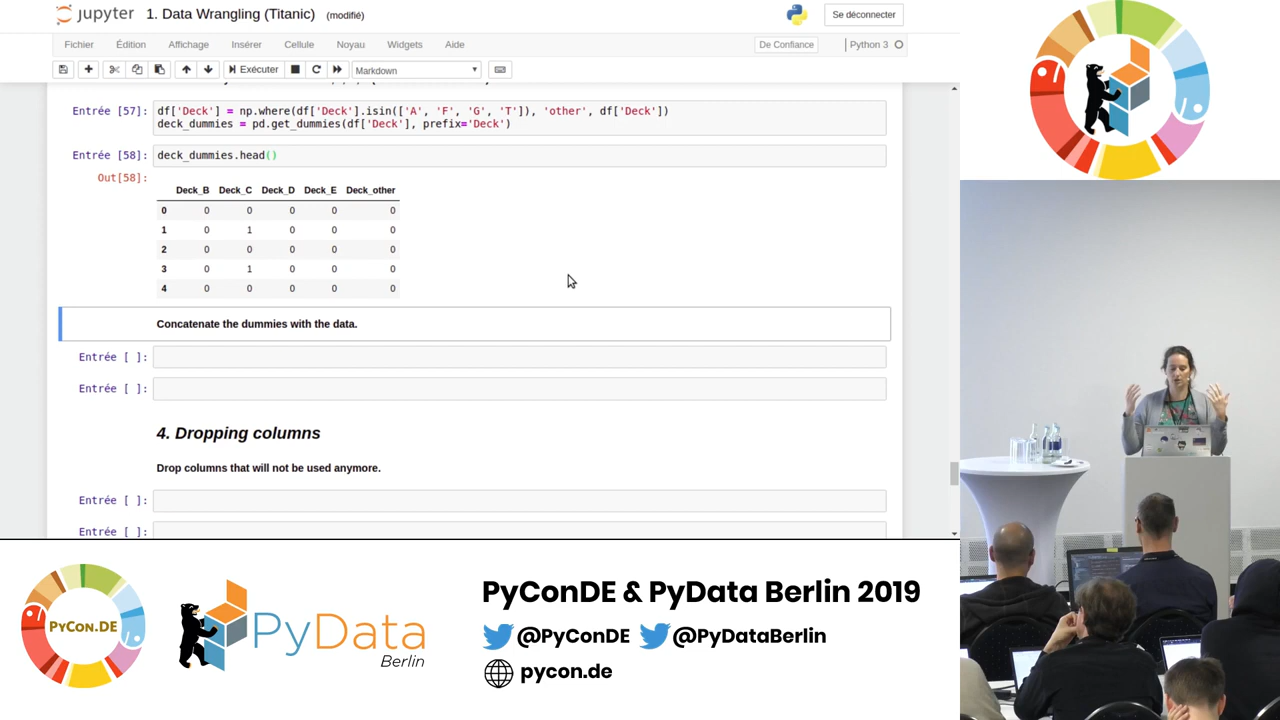 jupyter 1. Data Wrangling (Titanic) (modifié)
Se déconnecter
Fichier Édition Affichage Insérer Cellule Noyau Widgets Aide
De Confiance Python 3
Exécuter Markdown
Entrée [57]: df['Deck'] = np.where(df['Deck'].isin(['A', 'F', 'G', 'T']), 'other', df['Deck'])
deck_dummies = pd.get_dummies(df['Deck'], prefix='Deck')
Entrée [58]: deck_dummies.head()
Out[58]:
Deck_B Deck_C Deck_D Deck_E Deck_other
0 0 0 0 0 0
1 0 1 0 0 0
2 0 0 0 0 0
3 0 1 0 0 0
4 0 0 0 0 0
Concatenate the dummies with the data.
Entrée [ ]:
Entrée [ ]:
4. Dropping columns
Drop columns that will not be used anymore.
Entrée [ ]:
Entrée [ ]:
PyCon.DE
PyData
Berlin
PyConDE & PyData Berlin 2019
@PyConDE @PyDataBerlin
pycon.de